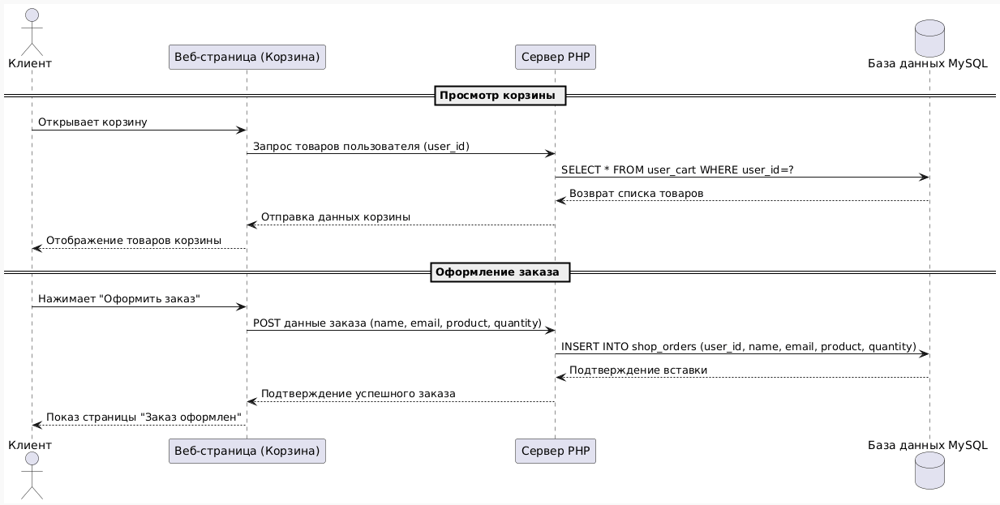 Клиент
Веб-страница (Корзина)
Сервер PHP
База данных MySQL
Просмотр корзины
Открывает корзину
Запрос товаров пользователя (user_id)
SELECT * FROM user_cart WHERE user_id=?
Возврат списка товаров
Отправка данных корзины
Отображение товаров корзины
Оформление заказа
Нажимает "Оформить заказ"
POST данные заказа (name, email, product, quantity)
INSERT INTO shop_orders (user_id, name, email, product, quantity)
Подтверждение вставки
Подтверждение успешного заказа
Показ страницы "Заказ оформлен"
Клиент
Веб-страница (Корзина)
Сервер PHP
База данных MySQL